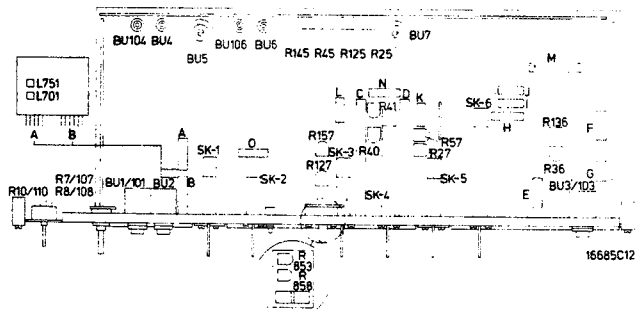 BU104 BU4 BU5 BU106 BU6 R145 R45 R125 R25 BU7
M
L751
L701
A B
L C N D K
R41
SK-6 J
H
A SK-1 O R157 R57 R136 F
SK-3 R40 R27
R127 R36 G
R7/107 BU1/101 BU2 B SK-2 SK-5 BU3/103
R10/110 R8/108 SK-4 E
16685C12
R
853
R
858